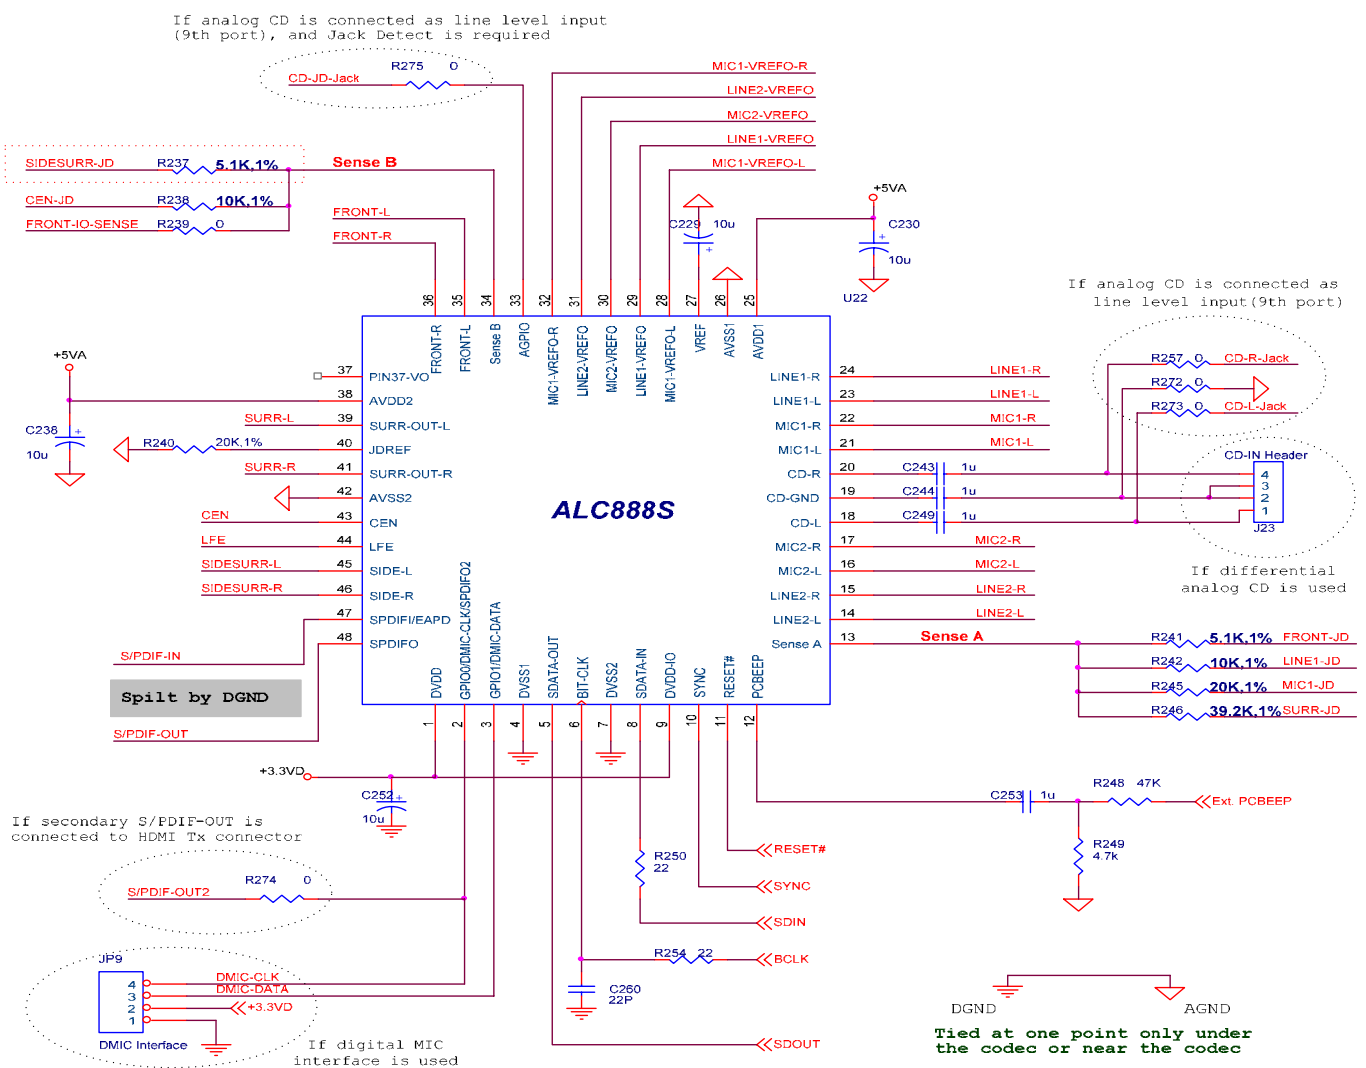 If analog CD is connected as line level input
(9th port), and Jack Detect is required
R275 0
CD-JD-Jack
MIC1-VREFO-R
LINE2-VREFO
MIC2-VREFO
LINE1-VREFO
MIC1-VREFO-L
SIDESURR-JD R237 5.1K,1% Sense B
CEN-JD R238 10K,1%
FRONT-IO-SENSE R239 0
FRONT-L
FRONT-R
C229 10u
+5VA
C230
10u
U22
36 35 34 33 32 31 30 29 28 27 26 25
FRONT-R
FRONT-L
Sense B
AGPIO
MIC1-VREFO-R
LINE2-VREFO
MIC2-VREFO
LINE1-VREFO
MIC1-VREFO-L
VREF
AVSS1
AVDD1
If analog CD is connected as
line level input(9th port)
R257 0 CD-R-Jack
R272 0
R273 0 CD-L-Jack
+5VA
C238
10u
37 PIN37-VO
38 AVDD2
SURR-L 39 SURR-OUT-L
R240 20K,1% 40 JDREF
SURR-R 41 SURR-OUT-R
42 AVSS2
CEN 43 CEN
LFE 44 LFE
SIDESURR-L 45 SIDE-L
SIDESURR-R 46 SIDE-R
47 SPDIFI/EAPD
48 SPDIFO
S/PDIF-IN
Spilt by DGND
S/PDIF-OUT
ALC888S
LINE1-R 24 LINE1-R
LINE1-L 23 LINE1-L
MIC1-R 22 MIC1-R
MIC1-L 21 MIC1-L
CD-R 20 C243 1u
CD-GND 19 C244 1u
CD-L 18 C249 1u
MIC2-R 17 MIC2-R
MIC2-L 16 MIC2-L
LINE2-R 15 LINE2-R
LINE2-L 14 LINE2-L
Sense A 13 Sense A
CD-IN Header
4
3
2
1
J23
If differential
analog CD is used
R241 5.1K,1% FRONT-JD
R242 10K,1% LINE1-JD
R245 20K,1% MIC1-JD
R246 39.2K,1% SURR-JD
DVDD
GPIO0/DMIC-CLK/SPDIFO2
GPIO1/DMIC-DATA
DVSS1
SDATA-OUT
BIT-CLK
DVSS2
SDATA-IN
DVDD-IO
SYNC
RESET#
PCBEEP
1 2 3 4 5 6 7 8 9 10 11 12
+3.3VD
C252
10u
C253 1u
R248 47K
Ext. PCBEEP
R249
4.7k
If secondary S/PDIF-OUT is
connected to HDMI Tx connector
R274 0
S/PDIF-OUT2
R250
22
RESET#
SYNC
SDIN
R254 22 BCLK
C260
22P
SDOUT
JP9
4 DMIC-CLK
3 DMIC-DATA
2 +3.3VD
1
DMIC Interface
If digital MIC
interface is used
DGND AGND
Tied at one point only under
the codec or near the codec